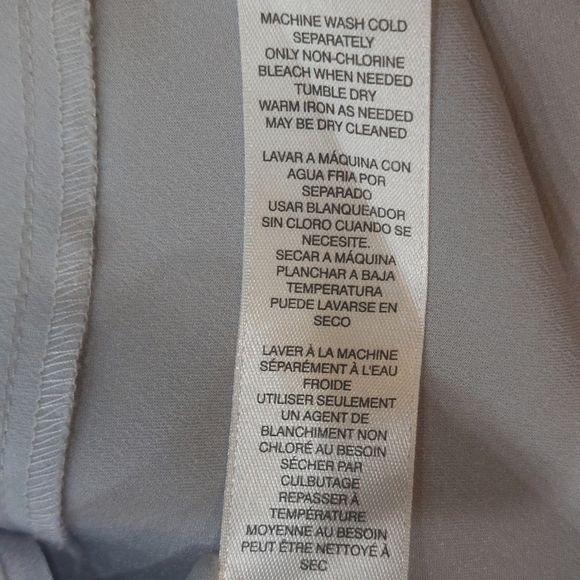 MACHINE WASH COLD
SEPARATELY
ONLY NON-CHLORINE
BLEACH WHEN NEEDED
TUMBLE DRY
WARM IRON AS NEEDED
MAY BE DRY CLEANED
LAVAR A MÁQUINA CON
AGUA FRIA POR
SEPARADO
USAR BLANQUEADOR
SIN CLORO CUANDO SE
NECESITE.
SECAR A MÁQUINA
PLANCHAR A BAJA
TEMPERATURA
PUEDE LAVARSE EN
SECO
LAVER À LA MACHINE
SÉPARÉMENT À L'EAU
FROIDE
UTILISER SEULEMENT
UN AGENT DE
BLANCHIMENT NON
CHLORÉ AU BESOIN
SÉCHER PAR
CULBUTAGE
REPASSER À
TEMPÉRATURE
MOYENNE AU BESOIN
PEUT ÊTRE NETTOYÉ À
SEC